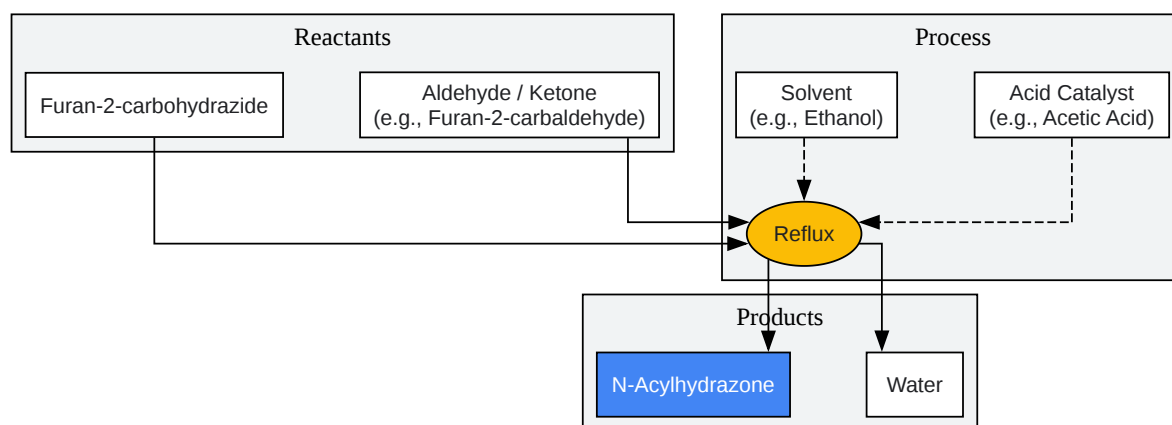 Reactants
Process
Furan-2-carbohydrazide
Aldehyde / Ketone
(e.g., Furan-2-carbaldehyde)
Solvent
(e.g., Ethanol)
Acid Catalyst
(e.g., Acetic Acid)
Reflux
Products
N-Acylhydrazone
Water